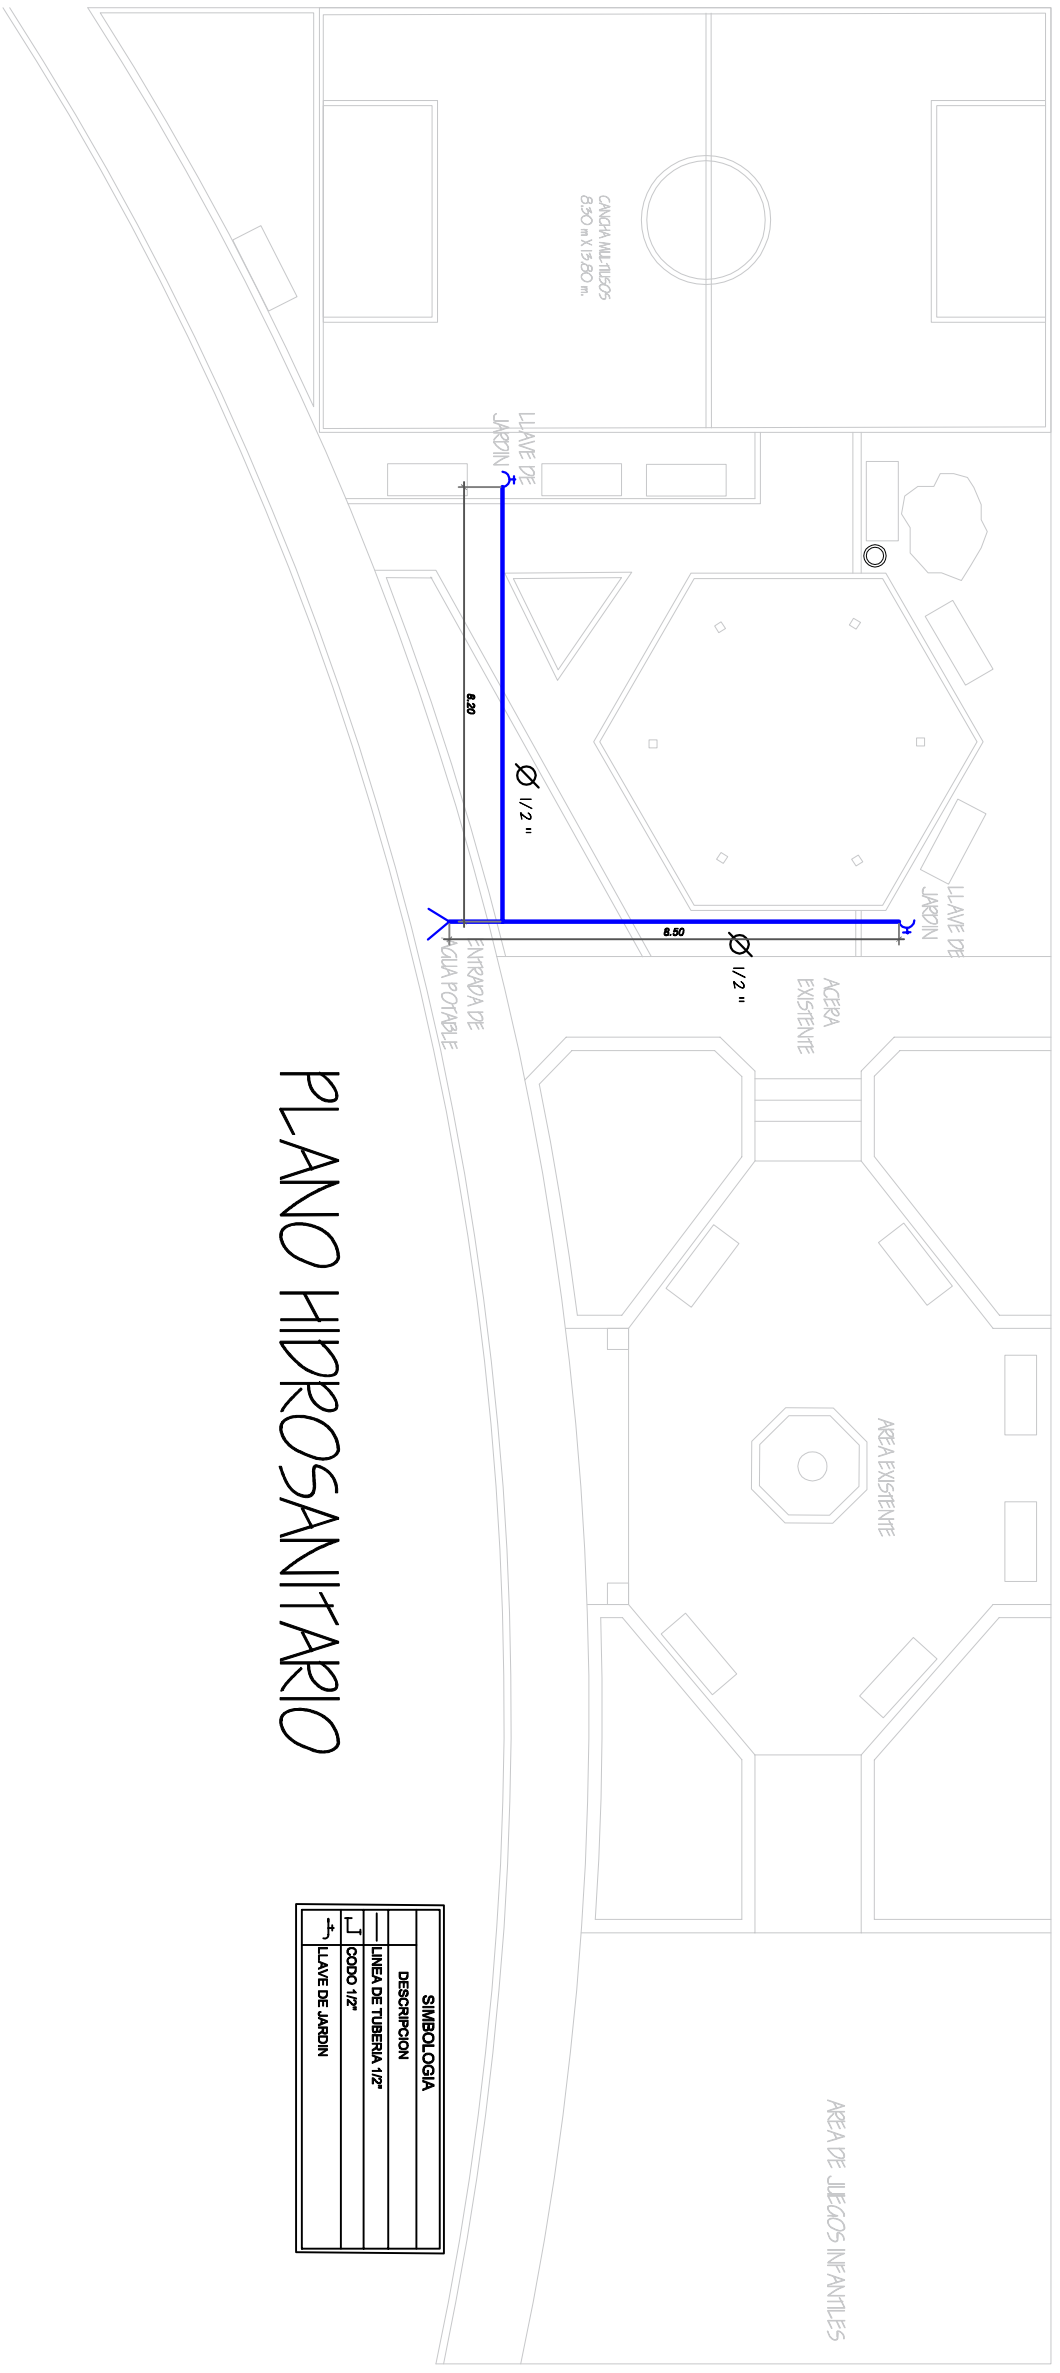 CANCHA MULTIUSOS
8.30 m X 13.80 m.
LLAVE DE
JARDIN
8.20
Ø 1/2 "
LLAVE DE
JARDIN
8.50
Ø 1/2 "
ENTRADA DE
AGUA POTABLE
ACERA
EXISTENTE
AREA EXISTENTE
AREA DE JUEGOS INFANTILES
PLANO HIDROSANITARIO
SIMBOLOGIA
DESCRIPCION
LINEA DE TUBERIA 1/2"
CODO 1/2"
LLAVE DE JARDIN